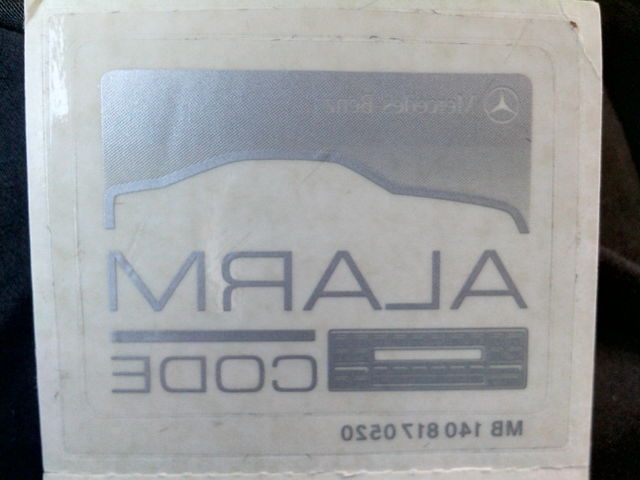 Mercedes-Benz
ALARM
CODE
MB 140 817 0520